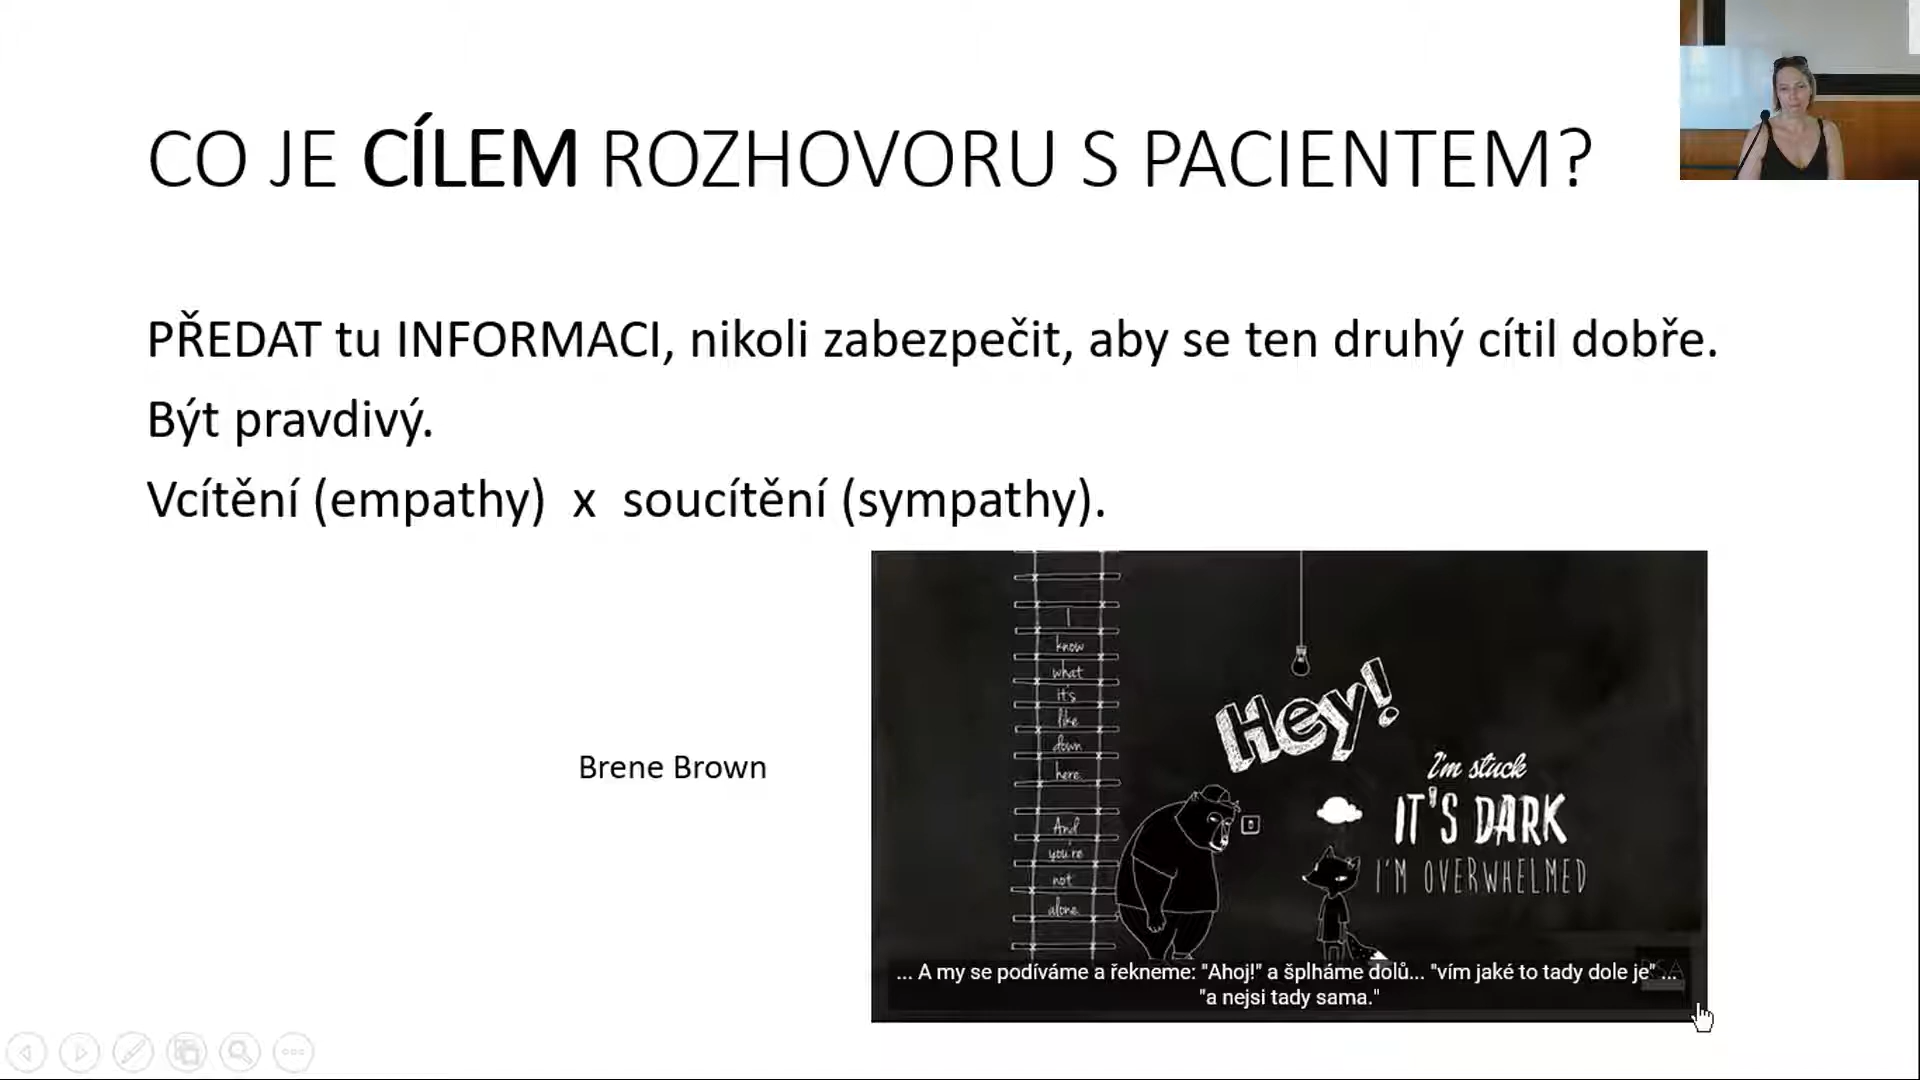 CO JE CÍLEM ROZHOVORU S PACIENTEM?
PŘEDAT tu INFORMACI, nikoli zabezpečit, aby se ten druhý cítil dobře.
Být pravdivý.
Vcítění (empathy) x soucítění (sympathy).
Brene Brown
I
know
what
it's
like
down
here.
And
you're
not
alone.
Hey!
I'm stuck
IT'S DARK
I'M OVERWHELMED
RSA
... A my se podíváme a řekneme: "Ahoj!" a šplháme dolů... "vím jaké to tady dole je" ...
"a nejsi tady sama."